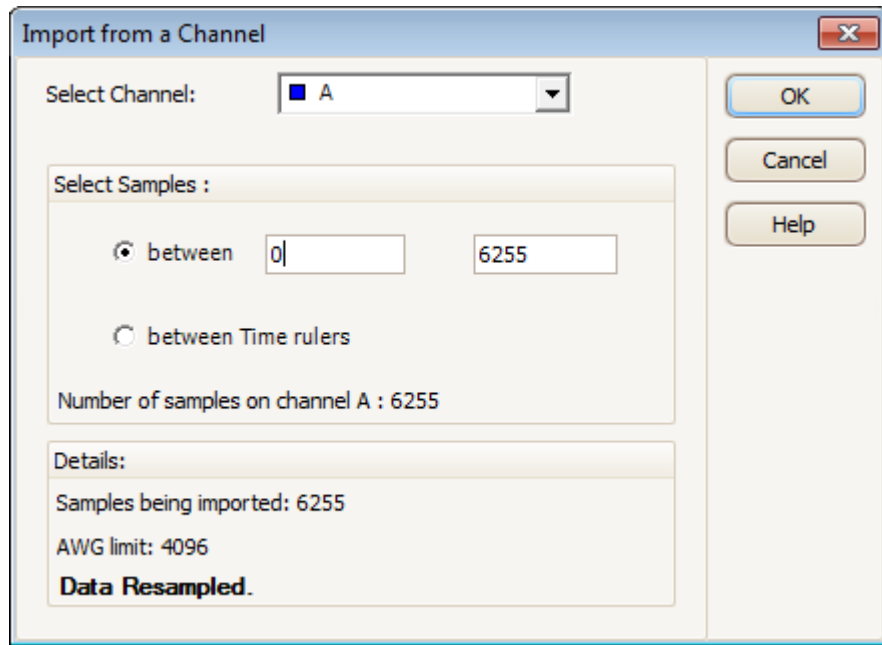 Import from a Channel
Select Channel: A
OK
Cancel
Help
Select Samples :
between 0 6255
between Time rulers
Number of samples on channel A : 6255
Details:
Samples being imported: 6255
AWG limit: 4096
Data Resampled.